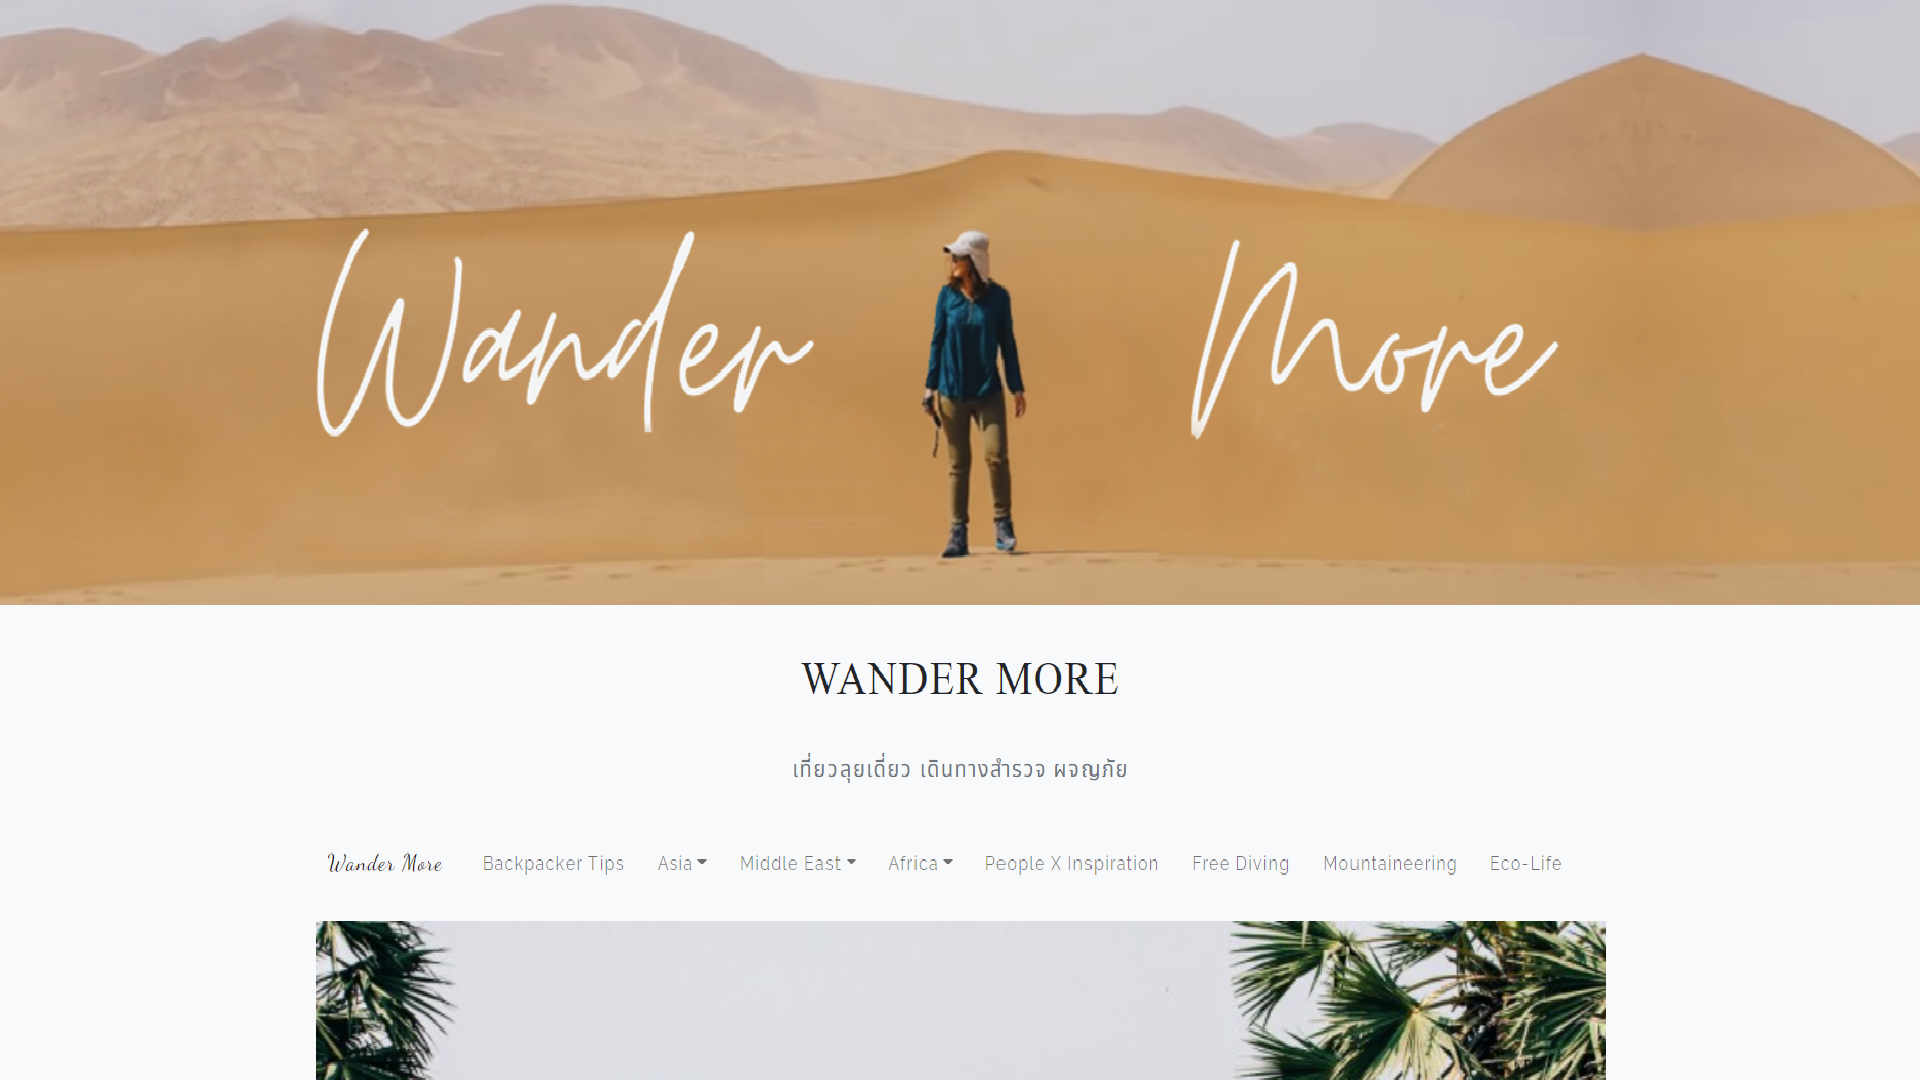 Wander More
WANDER MORE
เที่ยวลุยเดี่ยว เดินทางสำรวจ ผจญภัย
Wander More Backpacker Tips Asia Middle East Africa People X Inspiration Free Diving Mountaineering Eco-Life